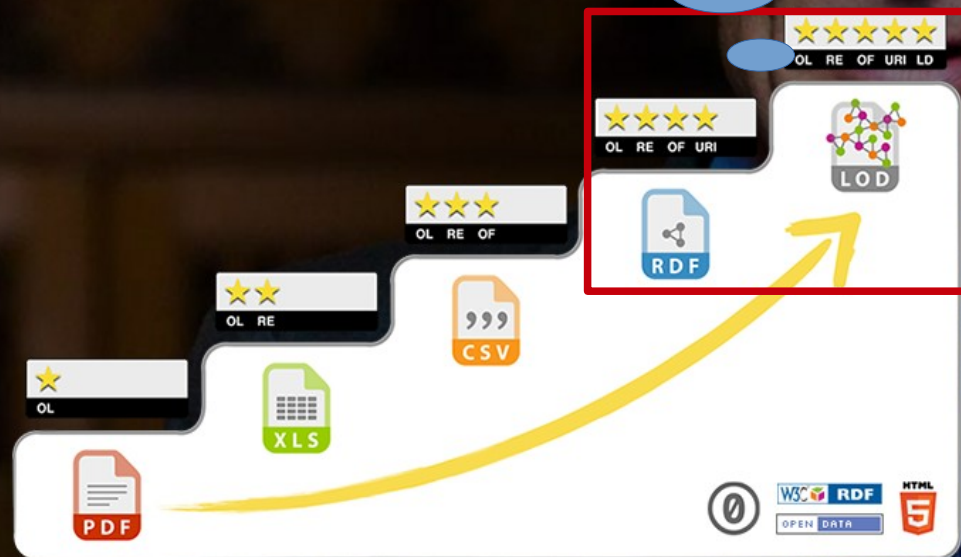 OL RE OF URI LD
OL RE OF URI
LOD
OL RE OF
RDF
OL RE
CSV
OL
XLS
PDF
0
W3C RDF
OPEN DATA
HTML
5